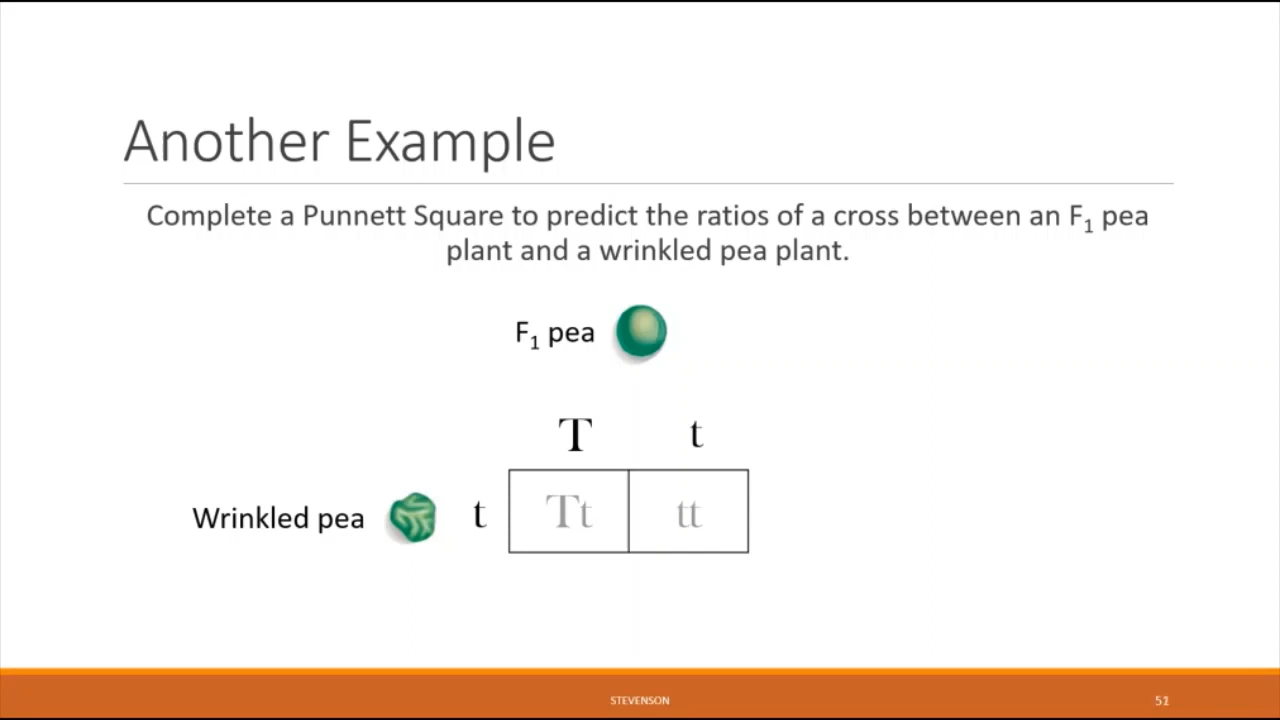 Another Example
Complete a Punnett Square to predict the ratios of a cross between an F₁ pea
plant and a wrinkled pea plant.
F₁ pea
T t
Wrinkled pea t Tt tt
STEVENSON 51